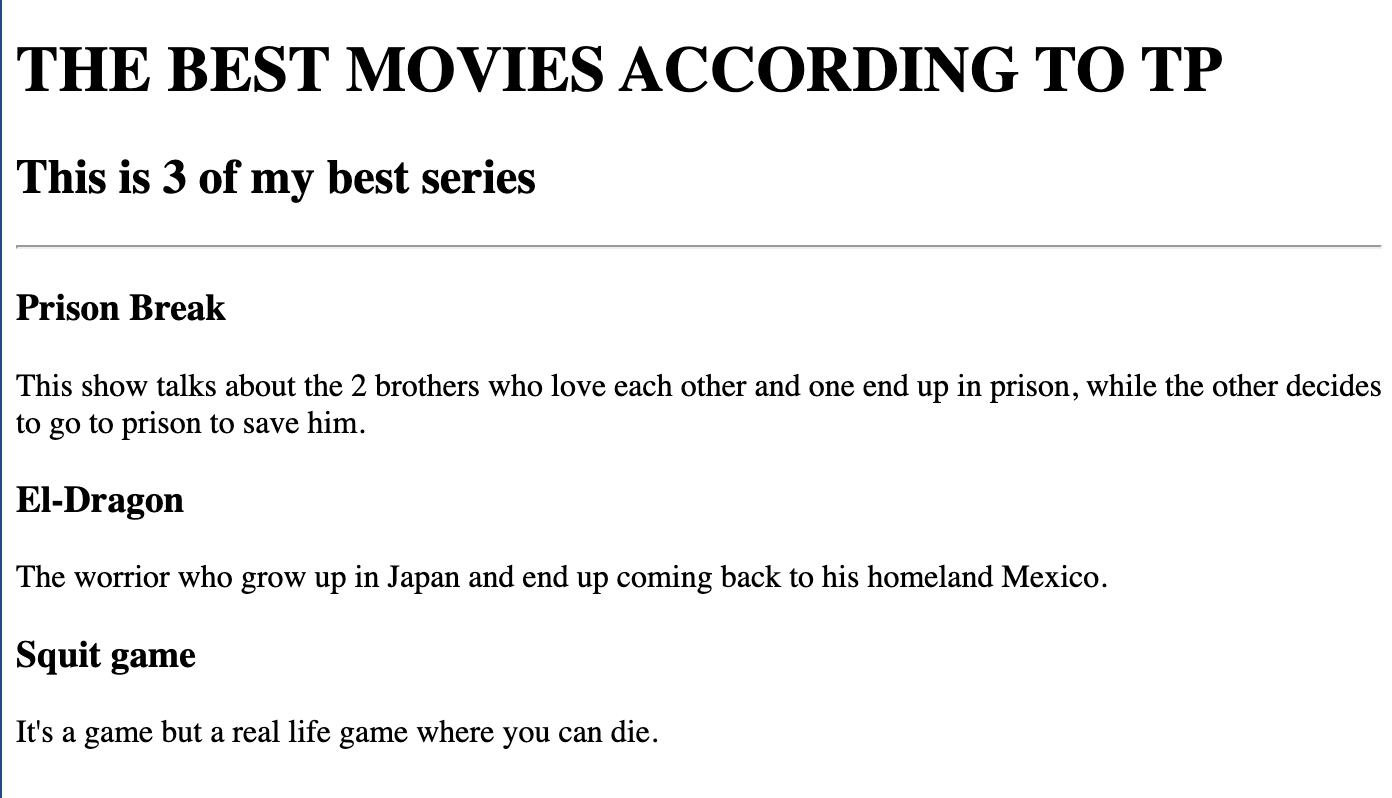 THE BEST MOVIES ACCORDING TO TP
This is 3 of my best series
Prison Break
This show talks about the 2 brothers who love each other and one end up in prison, while the other decides
to go to prison to save him.
El-Dragon
The worrior who grow up in Japan and end up coming back to his homeland Mexico.
Squit game
It's a game but a real life game where you can die.